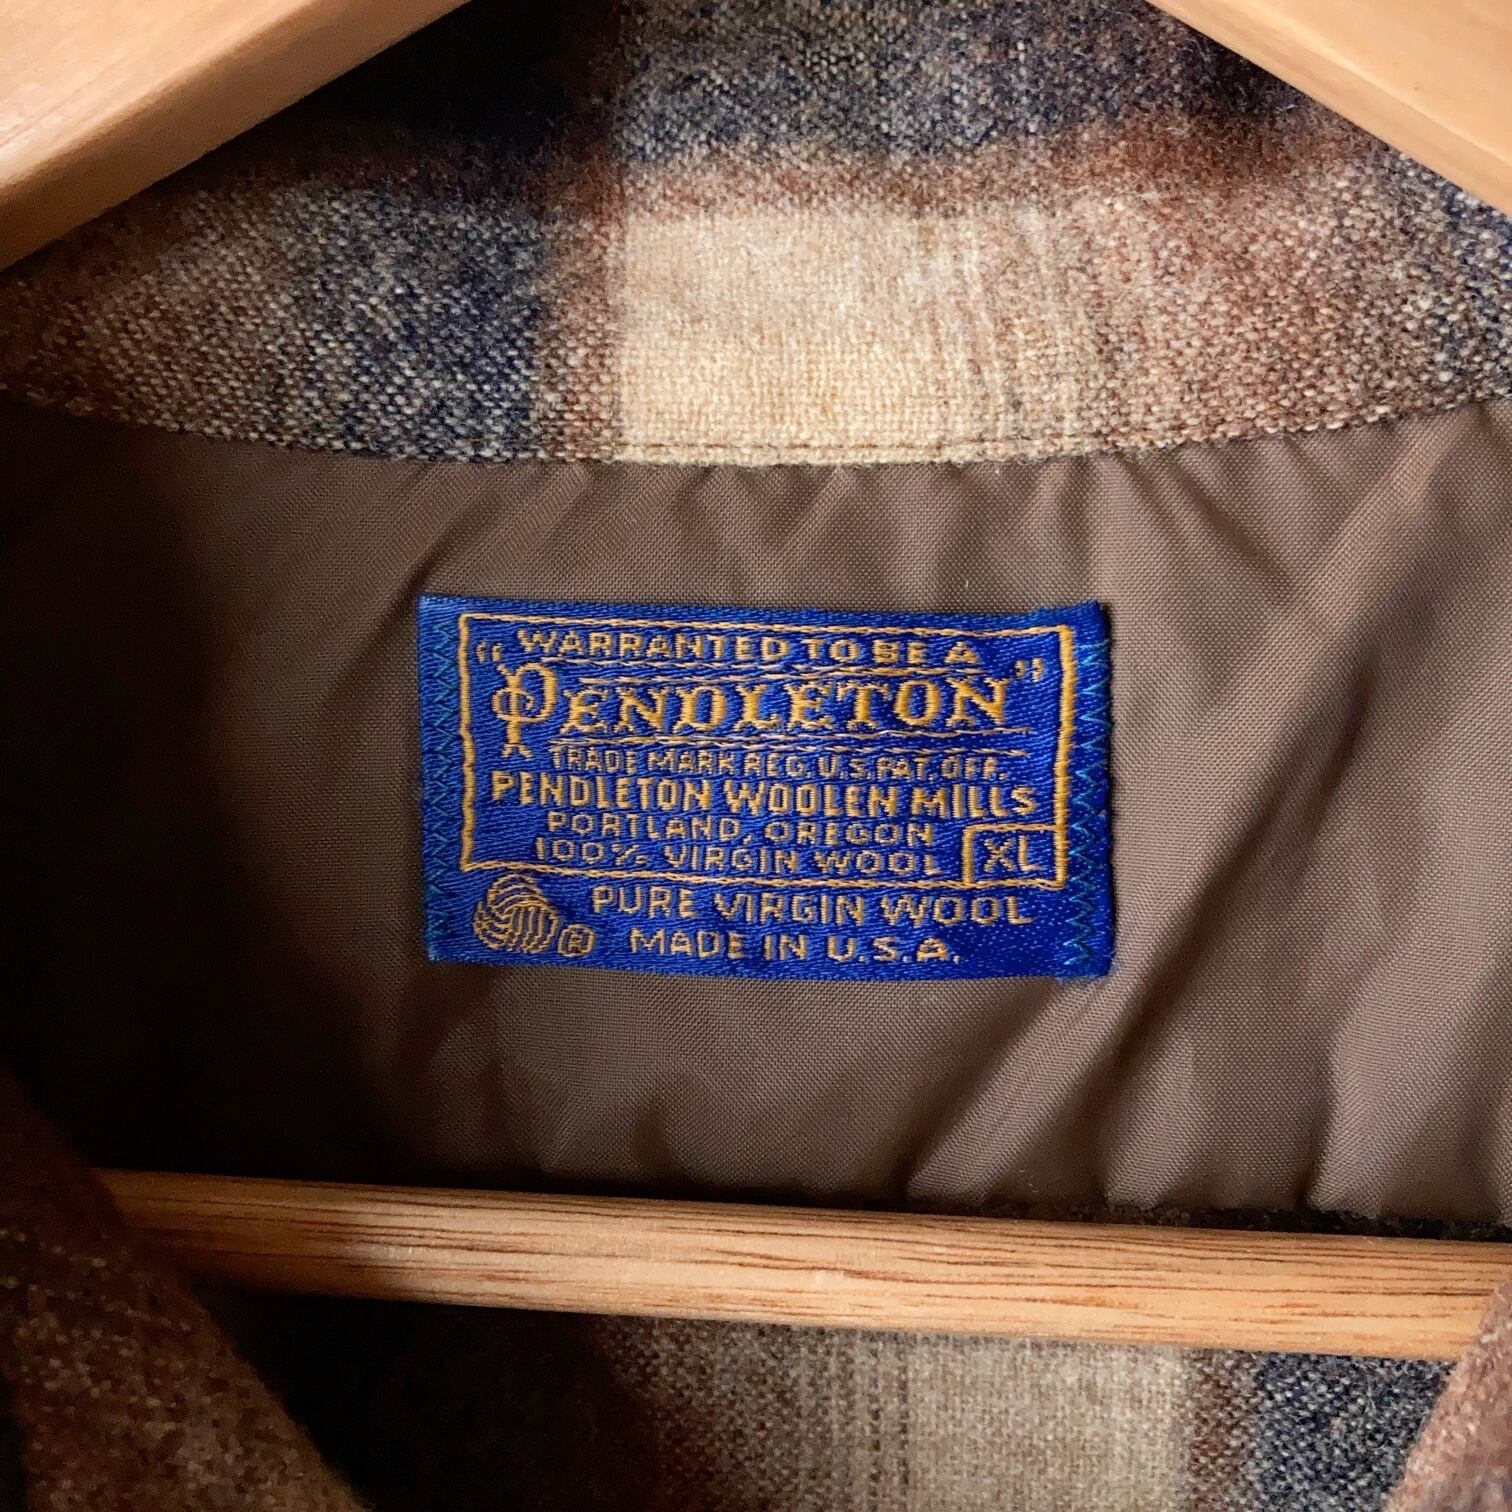 "WARRANTED TO BE A
PENDLETON"
TRADE MARK REG. U.S. PAT. OFF.
PENDLETON WOOLEN MILLS
PORTLAND, OREGON
100% VIRGIN WOOL XL
PURE VIRGIN WOOL
® MADE IN U.S.A.